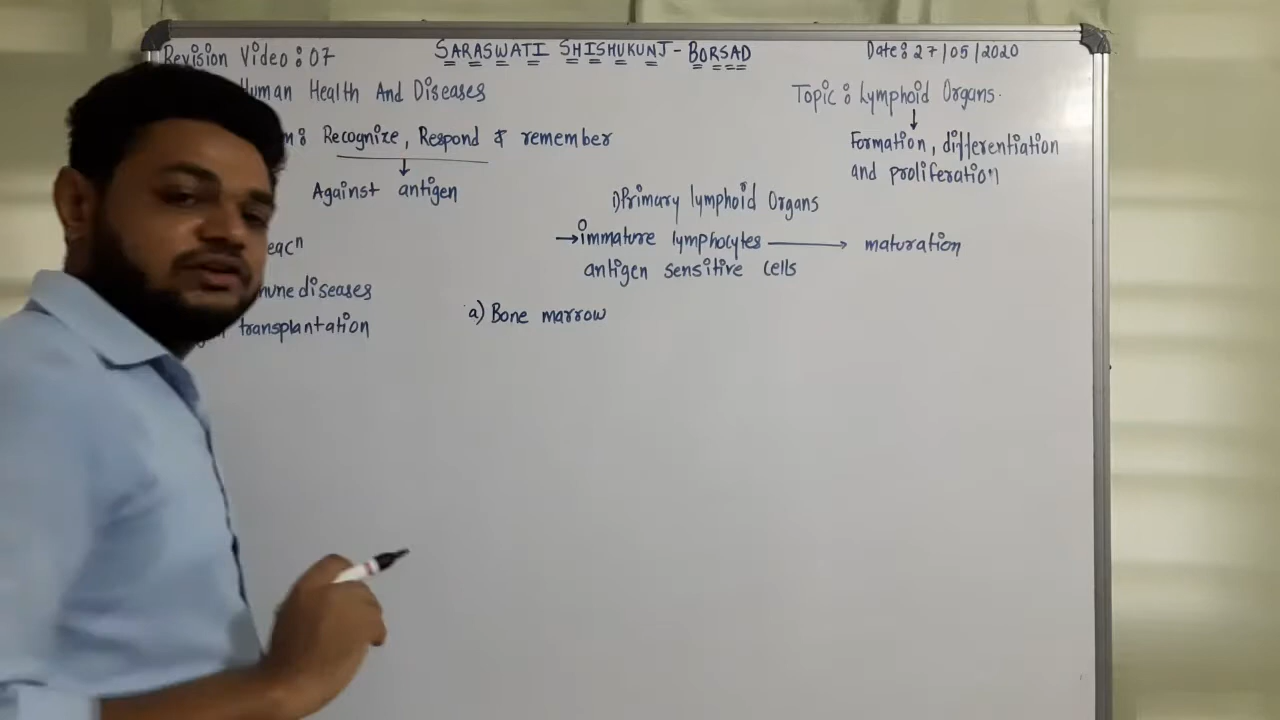 Revision Video : 07
SARASWATI SHISHUKUNJ - BORSAD
Date : 27/05/2020
Human Health And Diseases
Topic : Lymphoid Organs.
↓
Formation, differentiation
and proliferation
: Recognize, Respond & remember
↓
Against antigen
1) Primary lymphoid Organs
→ immature lymphocytes → maturation
antigen sensitive cells
diseases
transplantation
a) Bone marrow